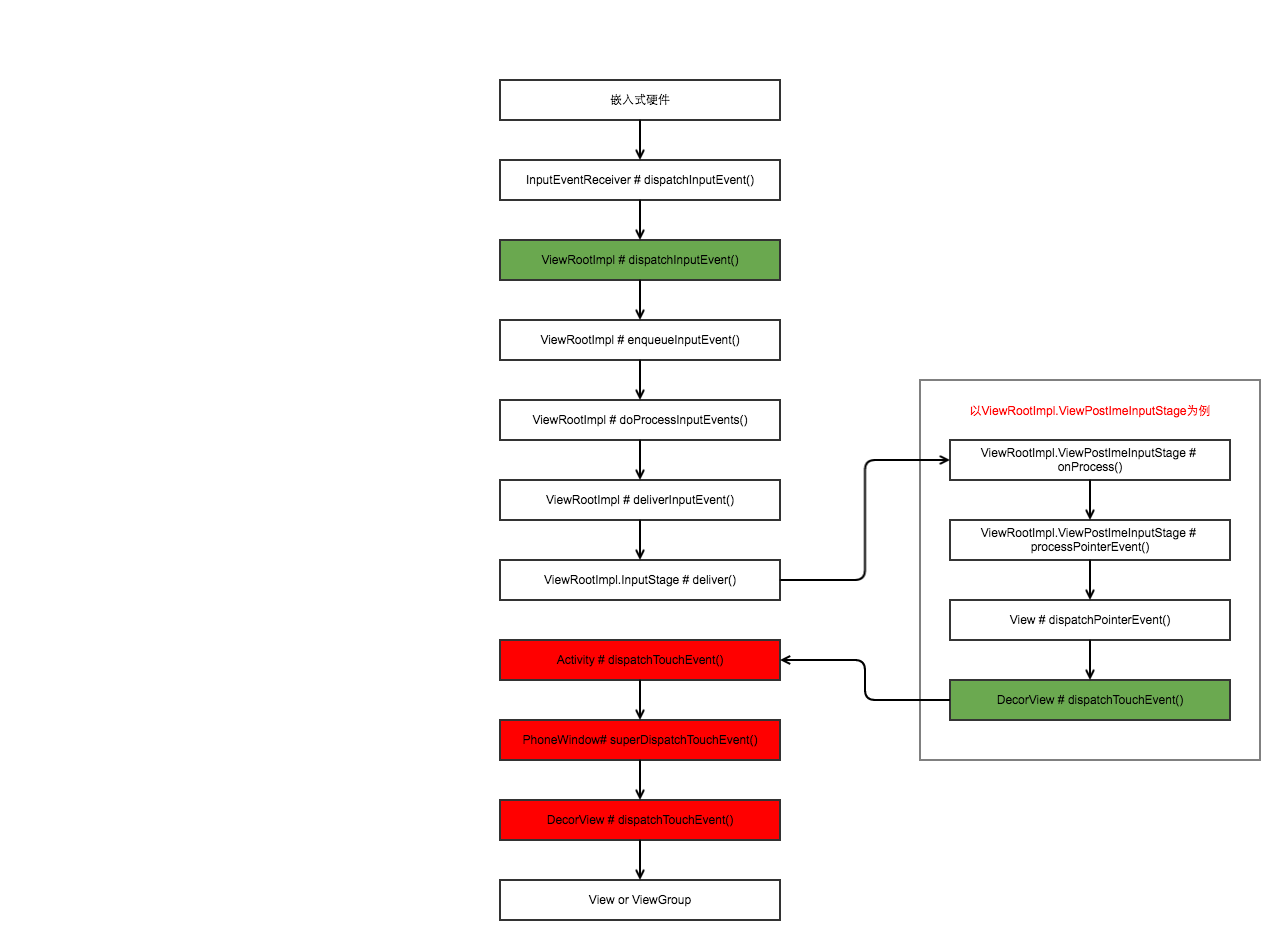 嵌入式硬件
InputEventReceiver # dispatchInputEvent()
ViewRootImpl # dispatchInputEvent()
ViewRootImpl # enqueueInputEvent()
ViewRootImpl # doProcessInputEvents()
ViewRootImpl # deliverInputEvent()
ViewRootImpl.InputStage # deliver()
以ViewRootImpl.ViewPostImeInputStage为例
ViewRootImpl.ViewPostImeInputStage #
onProcess()
ViewRootImpl.ViewPostImeInputStage #
processPointerEvent()
View # dispatchPointerEvent()
DecorView # dispatchTouchEvent()
Activity # dispatchTouchEvent()
PhoneWindow# superDispatchTouchEvent()
DecorView # dispatchTouchEvent()
View or ViewGroup